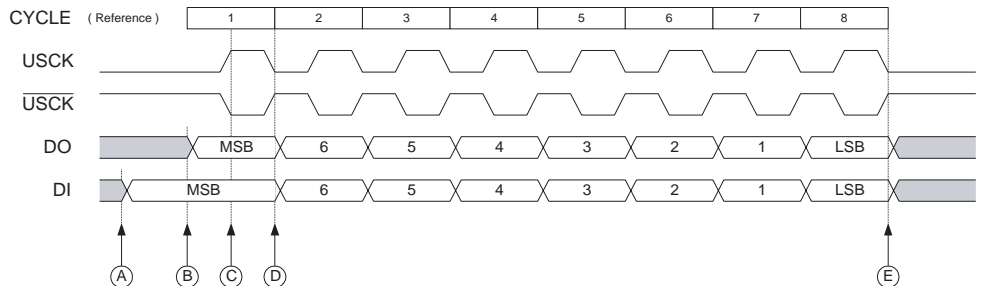 CYCLE ( Reference ) 1 2 3 4 5 6 7 8
USCK
USCK
DO MSB 6 5 4 3 2 1 LSB
DI MSB 6 5 4 3 2 1 LSB
A B C D E